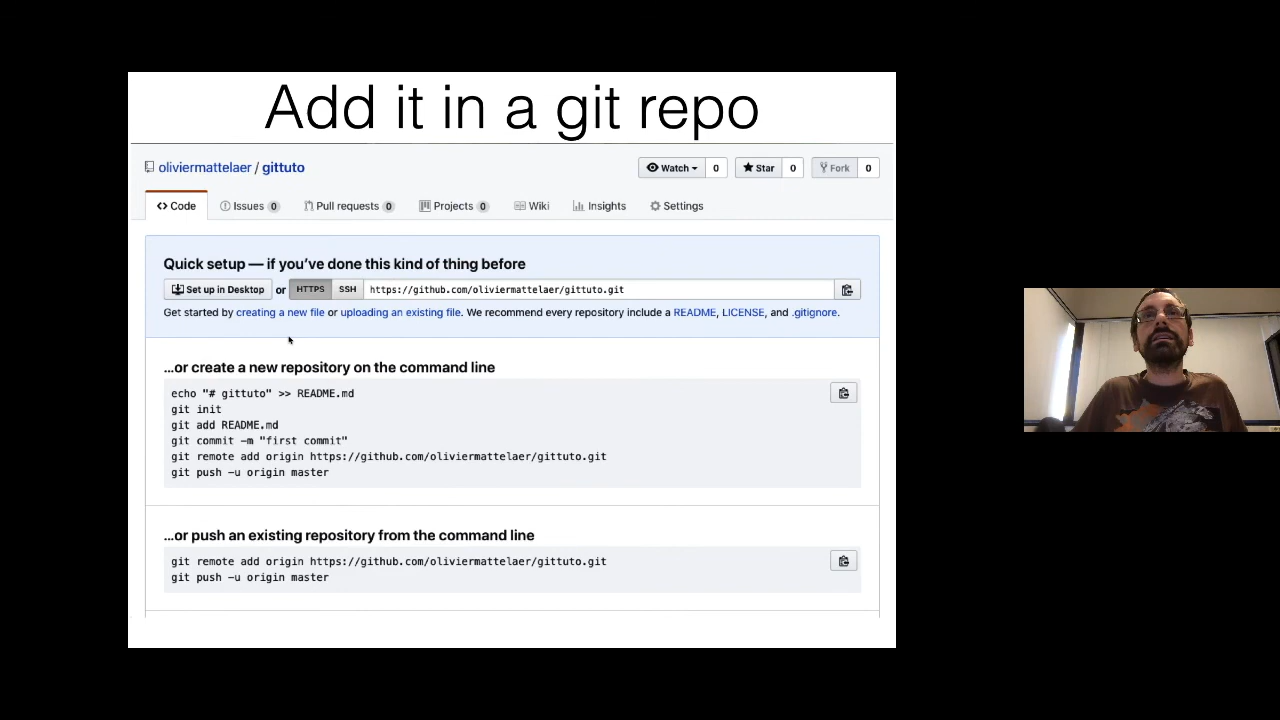 Add it in a git repo
oliviermattelaer / gittuto
Watch 0 Star 0 Fork 0
Code Issues 0 Pull requests 0 Projects 0 Wiki Insights Settings
Quick setup — if you've done this kind of thing before
Set up in Desktop or HTTPS SSH https://github.com/oliviermattelaer/gittuto.git
Get started by creating a new file or uploading an existing file. We recommend every repository include a README, LICENSE, and .gitignore.
…or create a new repository on the command line
echo "# gittuto" >> README.md
git init
git add README.md
git commit -m "first commit"
git remote add origin https://github.com/oliviermattelaer/gittuto.git
git push -u origin master
…or push an existing repository from the command line
git remote add origin https://github.com/oliviermattelaer/gittuto.git
git push -u origin master